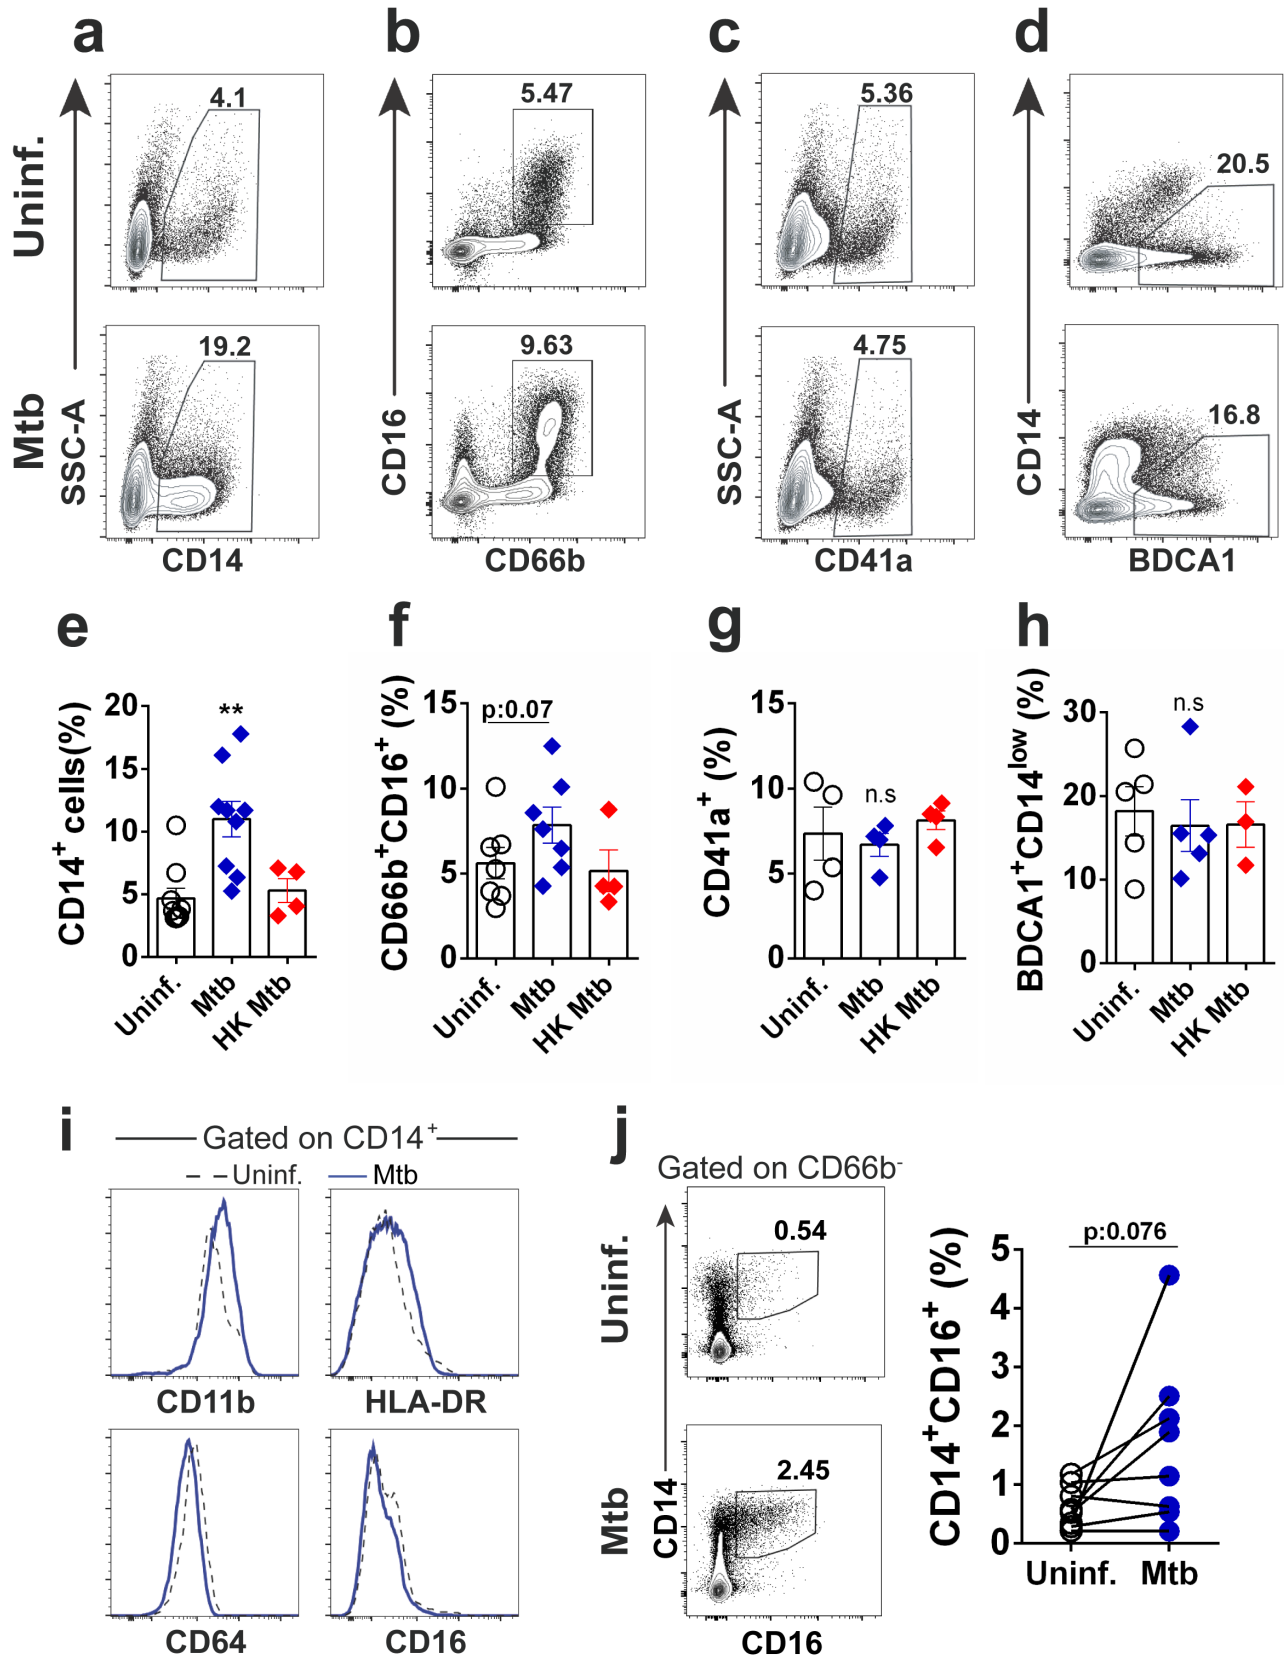 a
b
c
d
Uninf.
4.1
5.47
5.36
20.5
Mtb
19.2
9.63
4.75
16.8
SSC-A
CD16
SSC-A
CD14
CD14
CD66b
CD41a
BDCA1
e
f
g
h
CD14+ cells(%)
20
15
10
5
0
**
Uninf.
Mtb
HK Mtb
CD66b+CD16+ (%)
15
10
5
0
p:0.07
Uninf.
Mtb
HK Mtb
CD41a+ (%)
15
10
5
0
n.s
Uninf.
Mtb
HK Mtb
BDCA1+CD14low (%)
30
20
10
0
n.s
Uninf.
Mtb
HK Mtb
i
Gated on CD14+
Uninf.
Mtb
CD11b
HLA-DR
CD64
CD16
j
Gated on CD66b-
Uninf.
0.54
Mtb
2.45
CD14
CD16
CD14+CD16+ (%)
p:0.076
5
4
3
2
1
0
Uninf.
Mtb